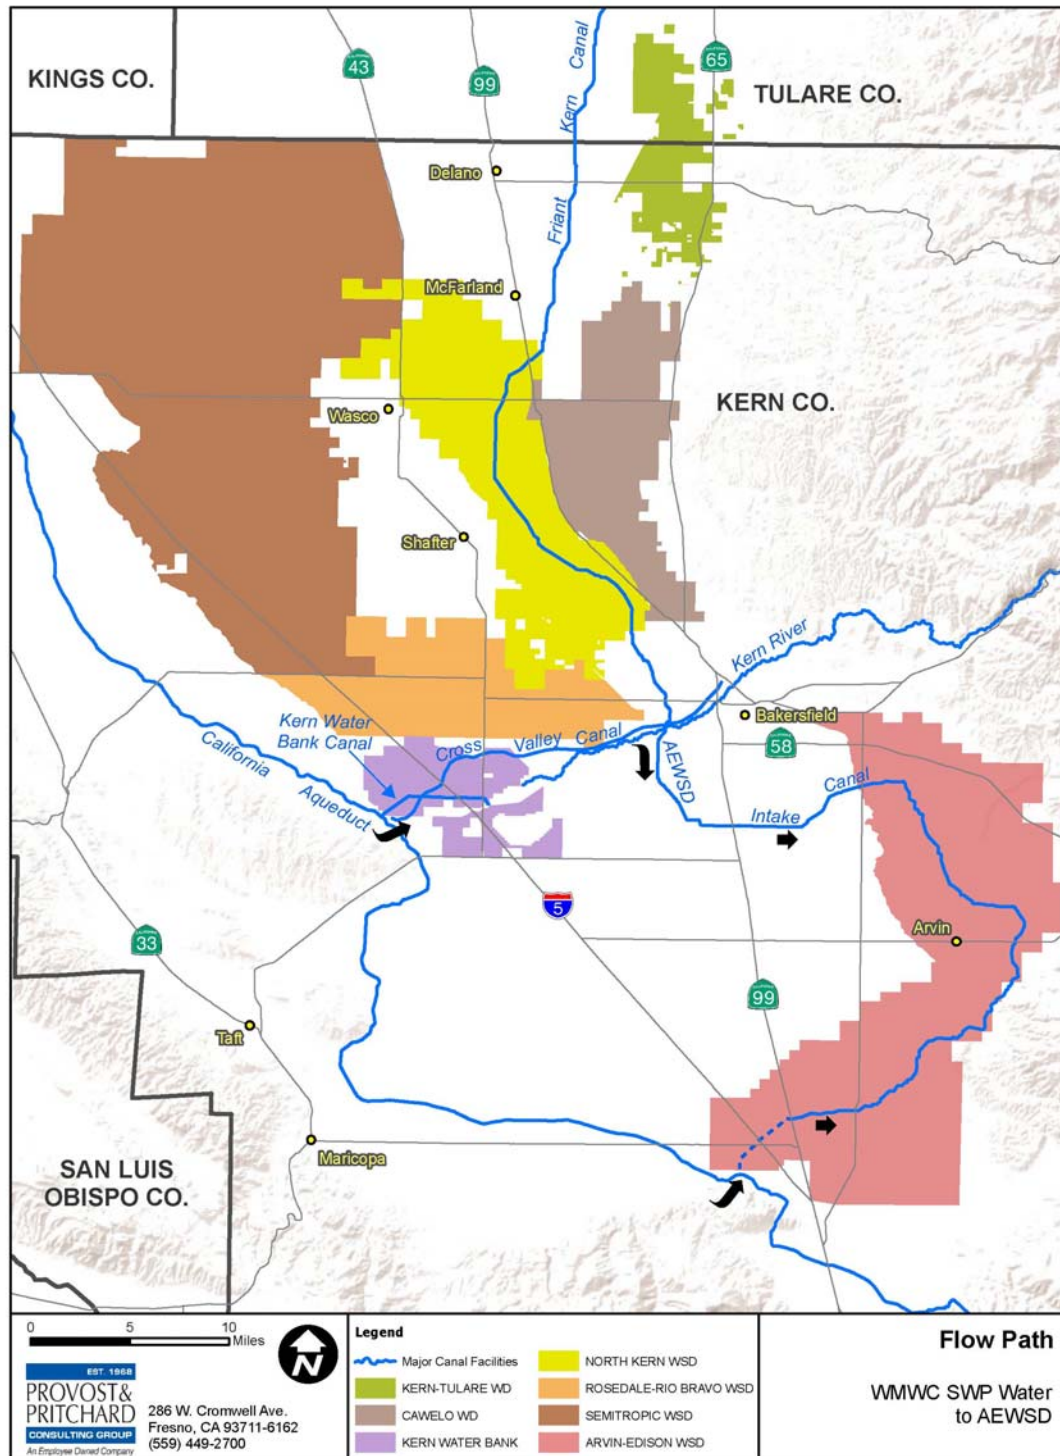 KINGS CO.
43
99
65
TULARE CO.
Friant Kern Canal
Delano
McFarland
KERN CO.
Wasco
Shafter
Kern River
Kern Water
Bank Canal
California
Aqueduct
Cross Valley Canal
Bakersfield
58
AEWSD
Intake
Canal
5
33
Arvin
99
Taft
Maricopa
SAN LUIS
OBISPO CO.
0 5 10
Miles
N
EST. 1968
PROVOST&
PRITCHARD
CONSULTING GROUP
An Employee Owned Company
286 W. Cromwell Ave.
Fresno, CA 93711-6162
(559) 449-2700
Legend
Major Canal Facilities
KERN-TULARE WD
CAWELO WD
KERN WATER BANK
NORTH KERN WSD
ROSEDALE-RIO BRAVO WSD
SEMITROPIC WSD
ARVIN-EDISON WSD
Flow Path
WMWC SWP Water
to AEWSD